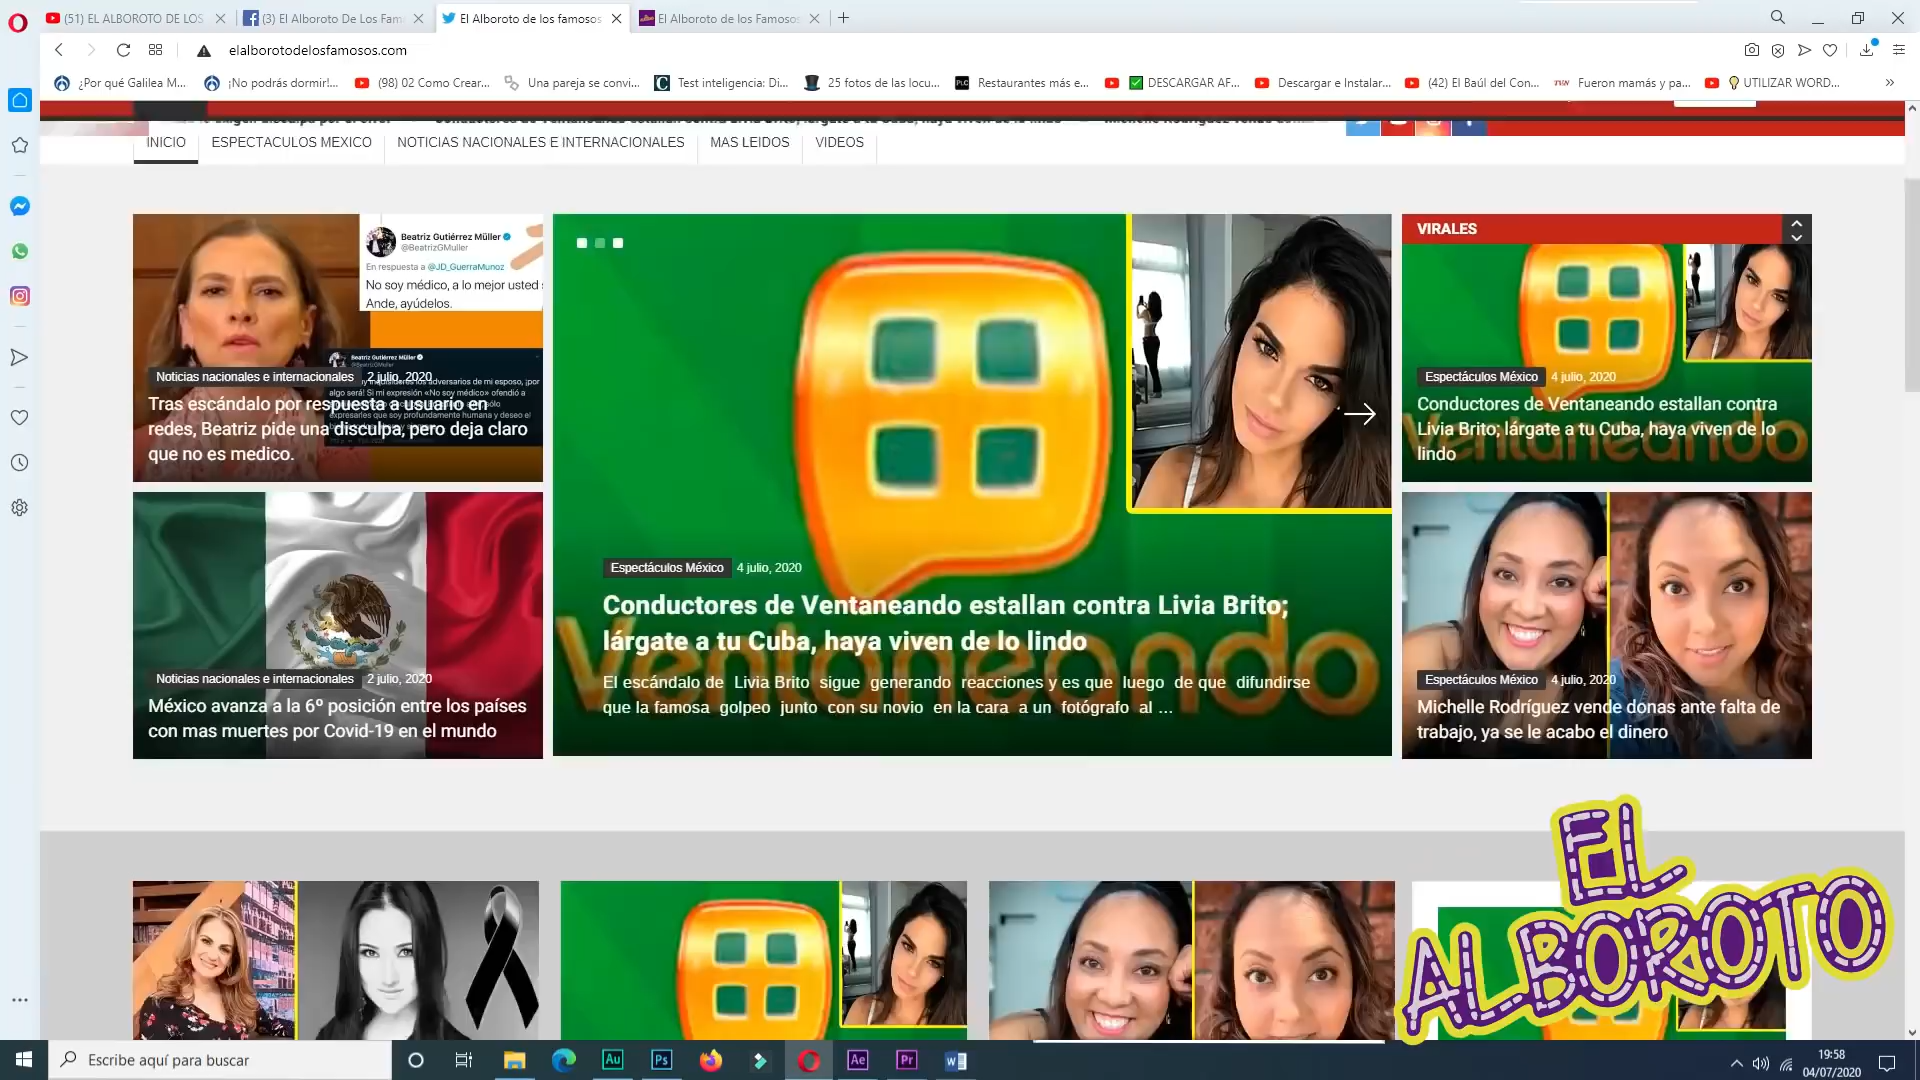 (51) EL ALBOROTO DE LOS
(3) El Alboroto De Los Fam
El Alboroto de los famosos
El Alboroto de los Famoso
elalborotodelosfamosos.com
¿Por qué Galilea M...
¡No podrás dormir!...
(98) 02 Como Crear...
Una pareja se convi...
Test inteligencia: Di...
25 fotos de las locu...
Restaurantes más e...
DESCARGAR AF...
Descargar e Instalar...
(42) El Baúl del Con...
Fueron mamás y pa...
UTILIZAR WORD...
INICIO
ESPECTACULOS MEXICO
NOTICIAS NACIONALES E INTERNACIONALES
MAS LEIDOS
VIDEOS
Beatriz Gutiérrez Müller
@BeatrizGMuller
En respuesta a @JD_GuerraMunoz
No soy médico, a lo mejor usted
Ande, ayúdelos.
Beatriz Gutiérrez Müller
Noticias nacionales e internacionales 2 julio, 2020
Tras escándalo por respuesta a usuario en
redes, Beatriz pide una disculpa, pero deja claro
que no es medico.
Noticias nacionales e internacionales 2 julio, 2020
México avanza a la 6º posición entre los países
con mas muertes por Covid-19 en el mundo
Espectáculos México 4 julio, 2020
Conductores de Ventaneando estallan contra Livia Brito;
lárgate a tu Cuba, haya viven de lo lindo
Ventaneando
El escándalo de Livia Brito sigue generando reacciones y es que luego de que difundirse
que la famosa golpeo junto con su novio en la cara a un fotógrafo al ...
VIRALES
Espectáculos México 4 julio, 2020
Conductores de Ventaneando estallan contra
Livia Brito; lárgate a tu Cuba, haya viven de lo
lindo
Ventaneando
Espectáculos México 4 julio, 2020
Michelle Rodríguez vende donas ante falta de
trabajo, ya se le acabo el dinero
EL
ALBOROTO
Escribe aquí para buscar
Au
Ps
Ae
Pr
19:58
04/07/2020